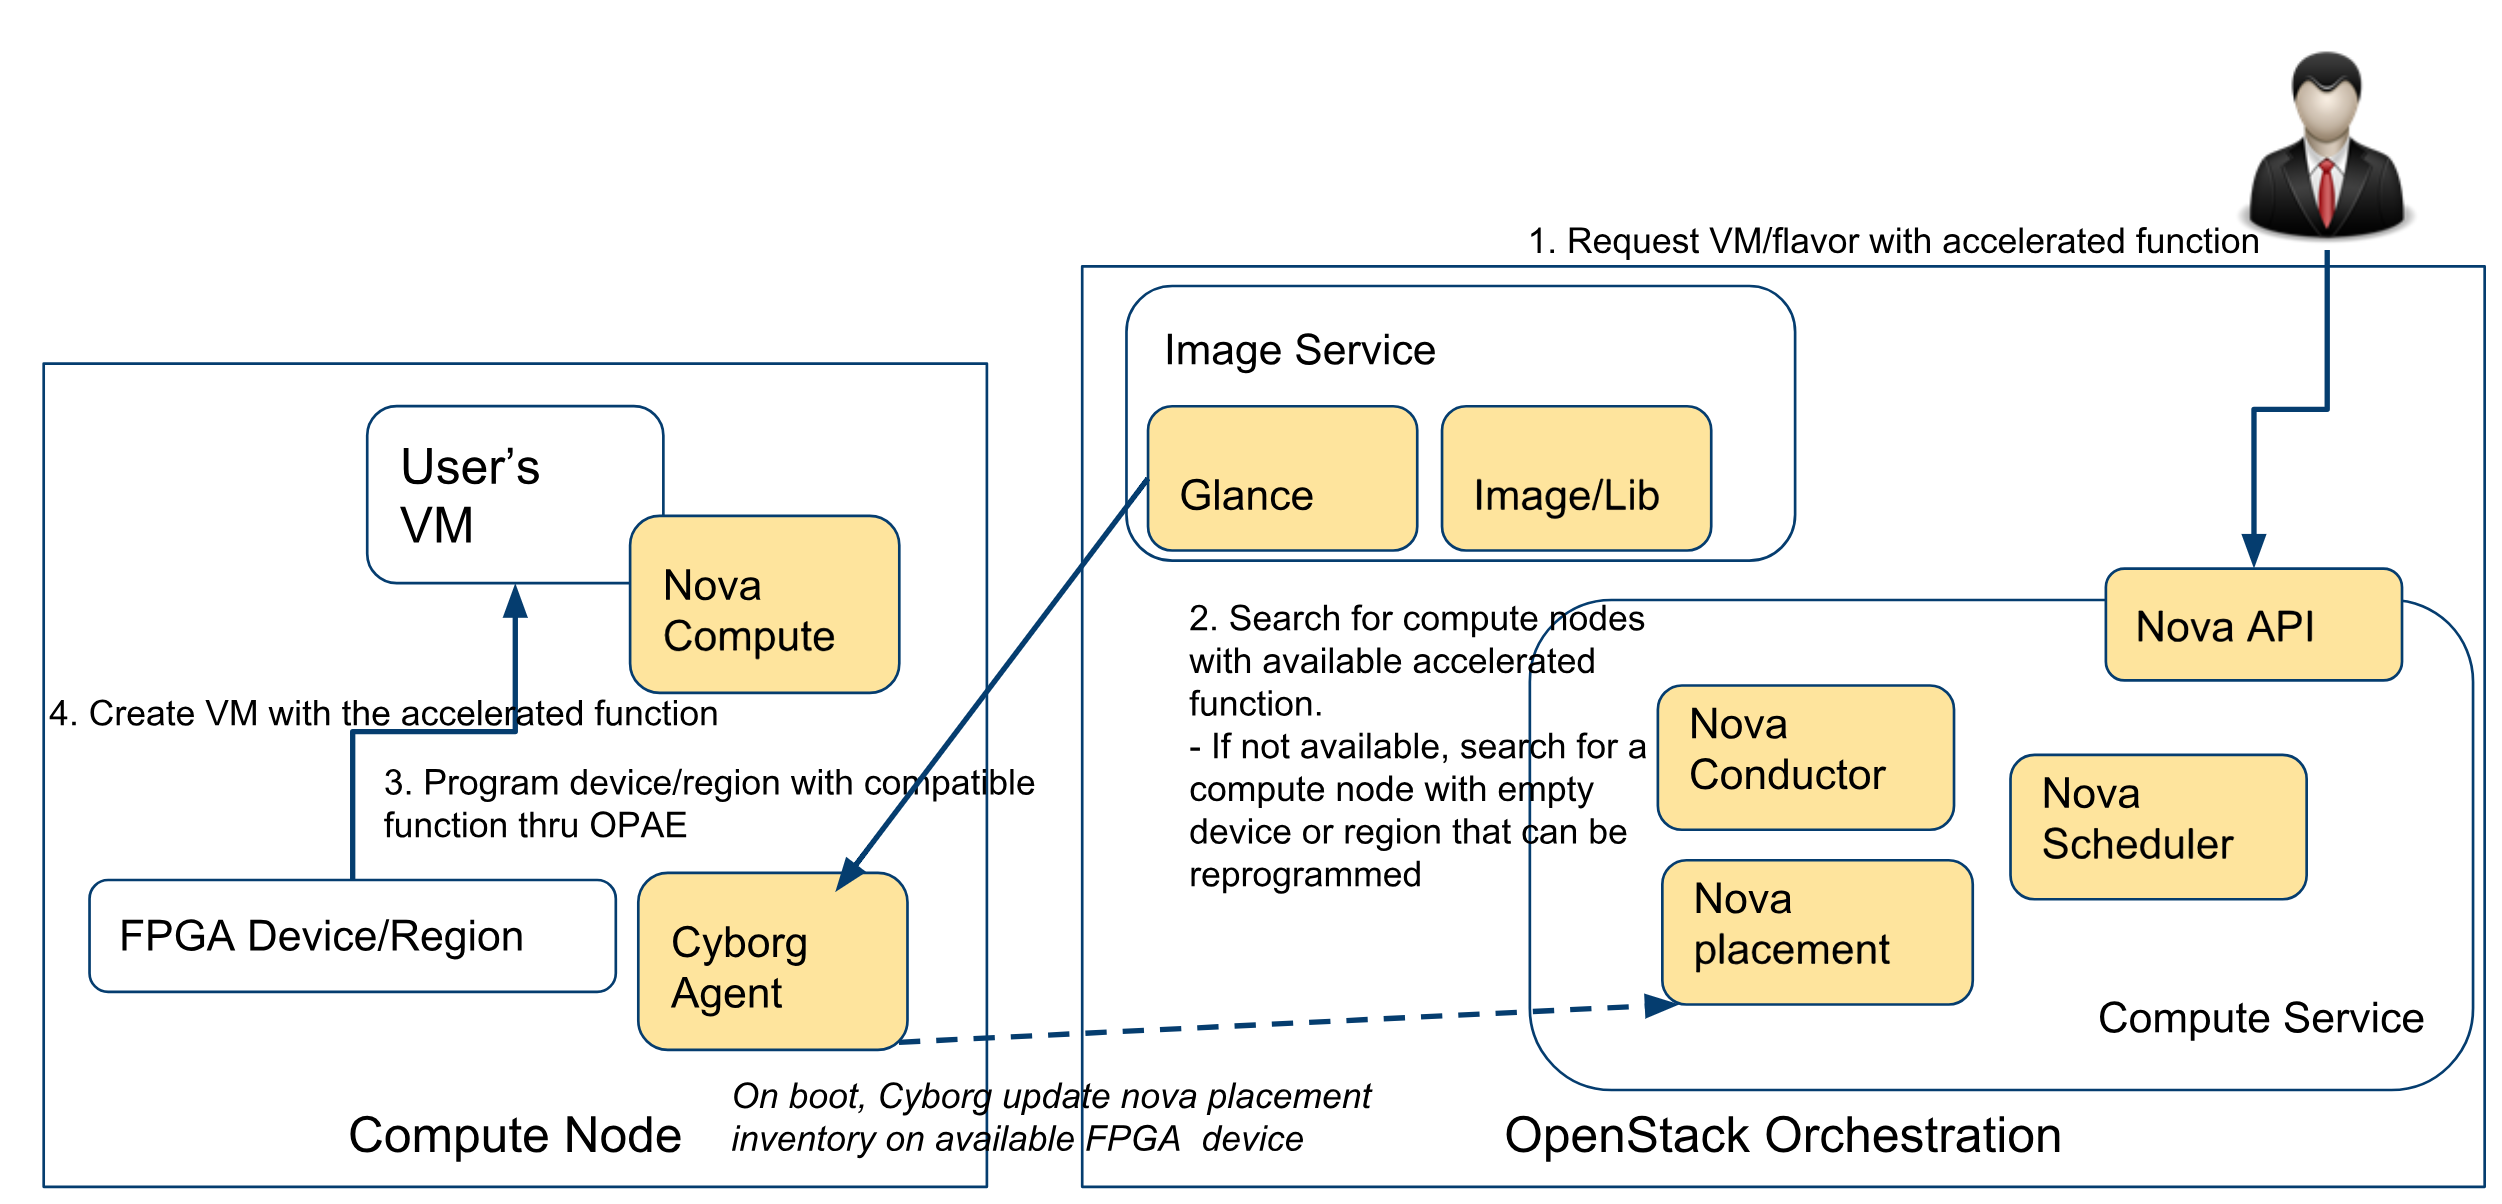 1. Request VM/flavor with accelerated function
Image Service
Glance
Image/Lib
User’s
VM
Nova
Compute
Nova API
2. Search for compute nodes
with available accelerated
function.
- If not available, search for a
compute node with empty
device or region that can be
reprogrammed
Nova
Conductor
Nova
Scheduler
Nova
placement
Compute Service
4. Create VM with the accelerated function
3. Program device/region with compatible
function thru OPAE
FPGA Device/Region
Cyborg
Agent
On boot, Cyborg update nova placement
inventory on available FPGA device
Compute Node
OpenStack Orchestration